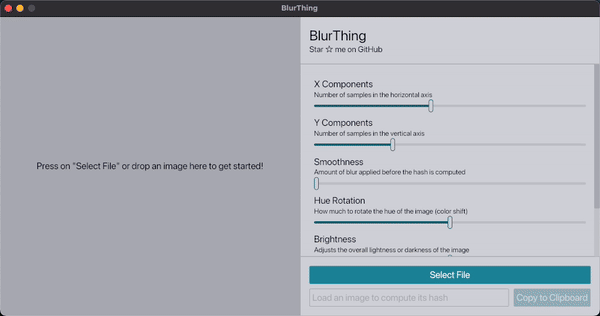 BlurThing
Press on "Select File" or drop an image here to get started!
BlurThing
Star ☆ me on GitHub
X Components
Number of samples in the horizontal axis
Y Components
Number of samples in the vertical axis
Smoothness
Amount of blur applied before the hash is computed
Hue Rotation
How much to rotate the hue of the image (color shift)
Brightness
Adjusts the overall lightness or darkness of the image
Select File
Load an image to compute its hash
Copy to Clipboard